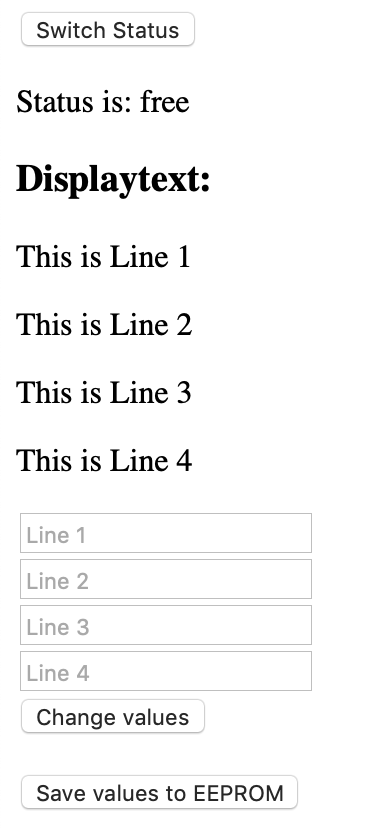 Switch Status
Status is: free
Displaytext:
This is Line 1
This is Line 2
This is Line 3
This is Line 4
Line 1
Line 2
Line 3
Line 4
Change values
Save values to EEPROM